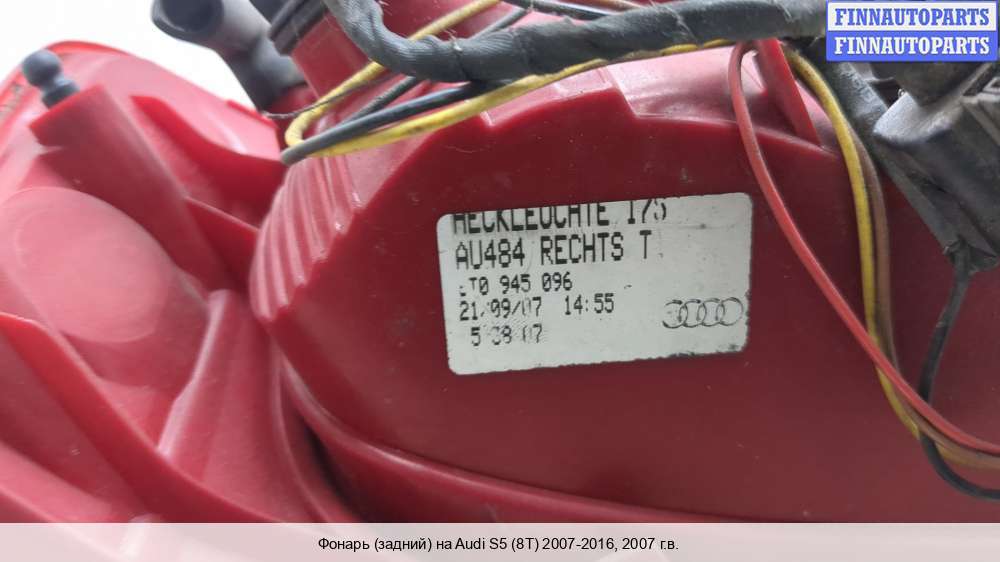 FINNAUTOPARTS
FINNAUTOPARTS
HECKLEUCHTE
AU484 RECHTS T
945 096
21/09/07 14:55
Фонарь (задний) на Audi S5 (8T) 2007-2016, 2007 г.в.